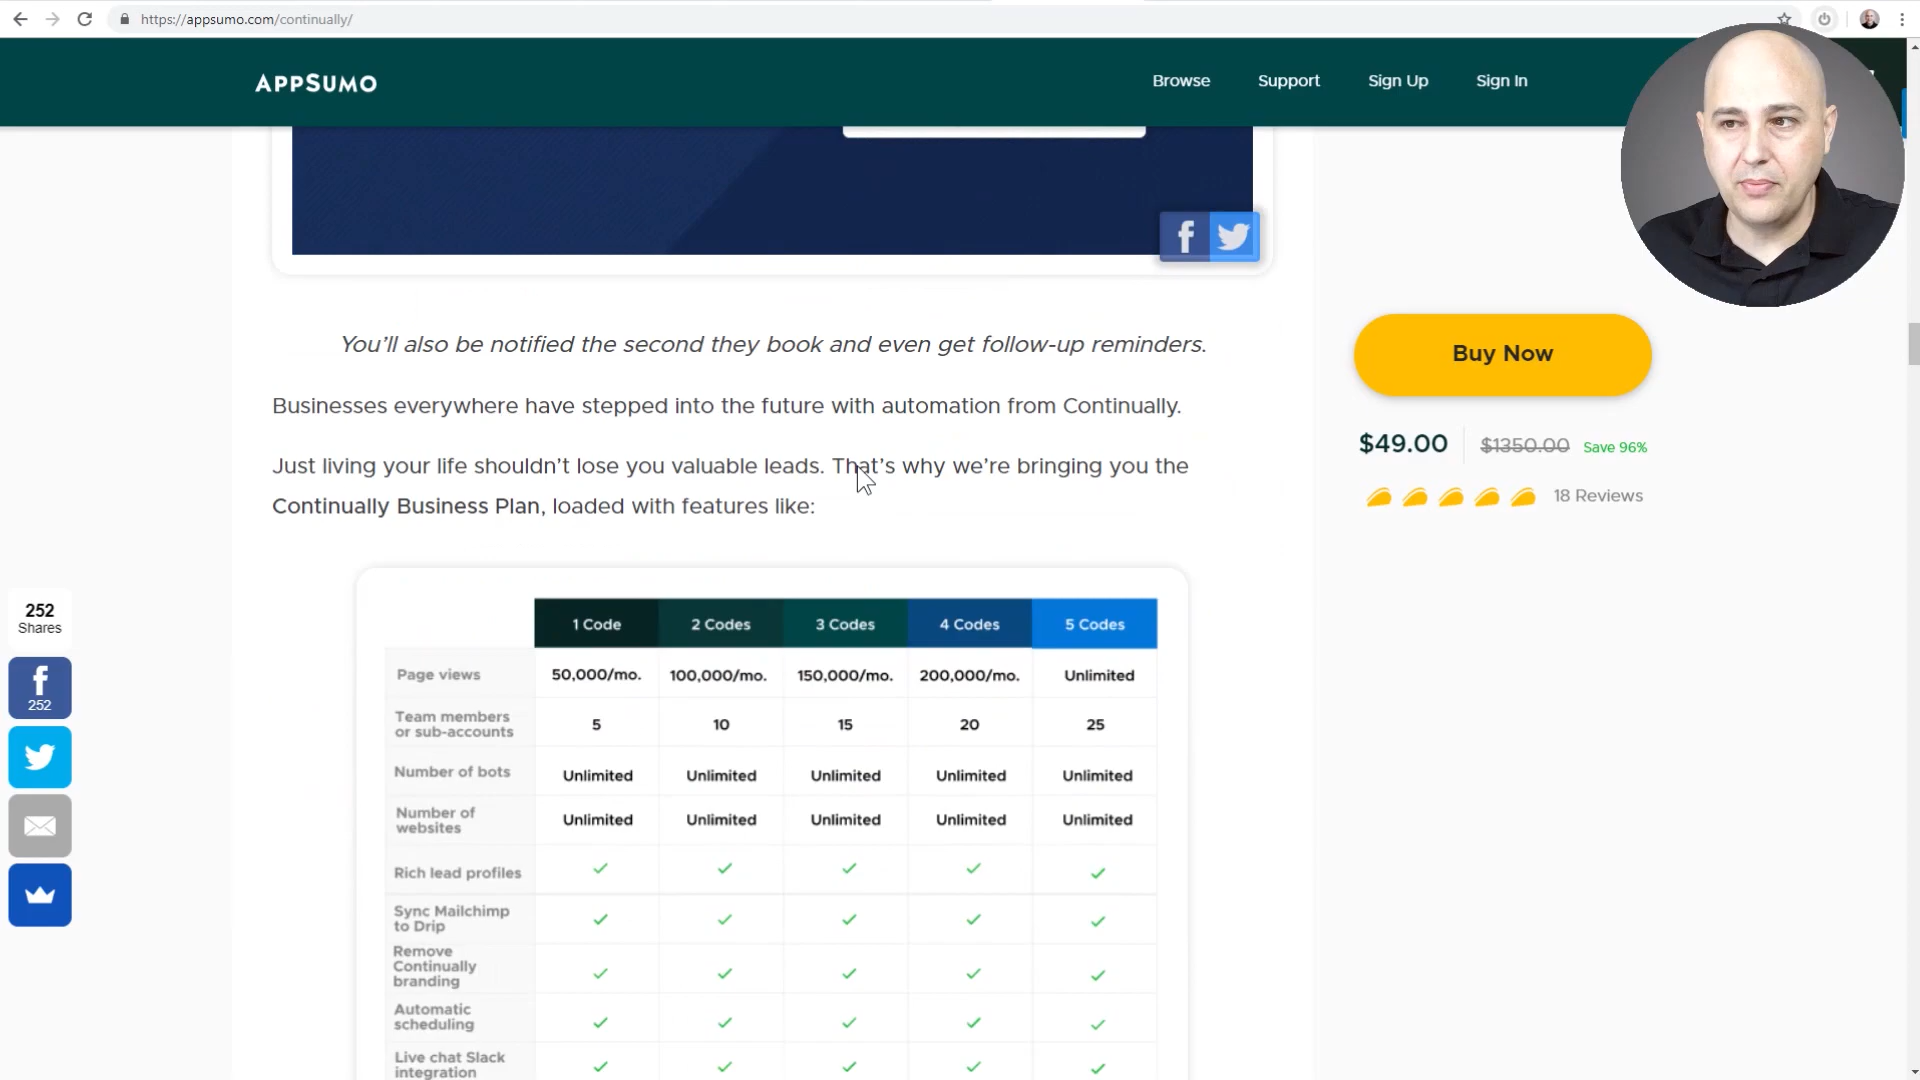 https://appsumo.com/continually/
APPSUMO
Browse
Support
Sign Up
Sign In
You'll also be notified the second they book and even get follow-up reminders.
Businesses everywhere have stepped into the future with automation from Continually.
Just living your life shouldn't lose you valuable leads. That's why we're bringing you the
Continually Business Plan, loaded with features like:
Buy Now
$49.00 $1350.00 Save 96%
18 Reviews
252
Shares
252
1 Code 2 Codes 3 Codes 4 Codes 5 Codes
Page views 50,000/mo. 100,000/mo. 150,000/mo. 200,000/mo. Unlimited
Team members
or sub-accounts 5 10 15 20 25
Number of bots Unlimited Unlimited Unlimited Unlimited Unlimited
Number of
websites Unlimited Unlimited Unlimited Unlimited Unlimited
Rich lead profiles
Sync Mailchimp
to Drip
Remove
Continually
branding
Automatic
scheduling
Live chat Slack
integration